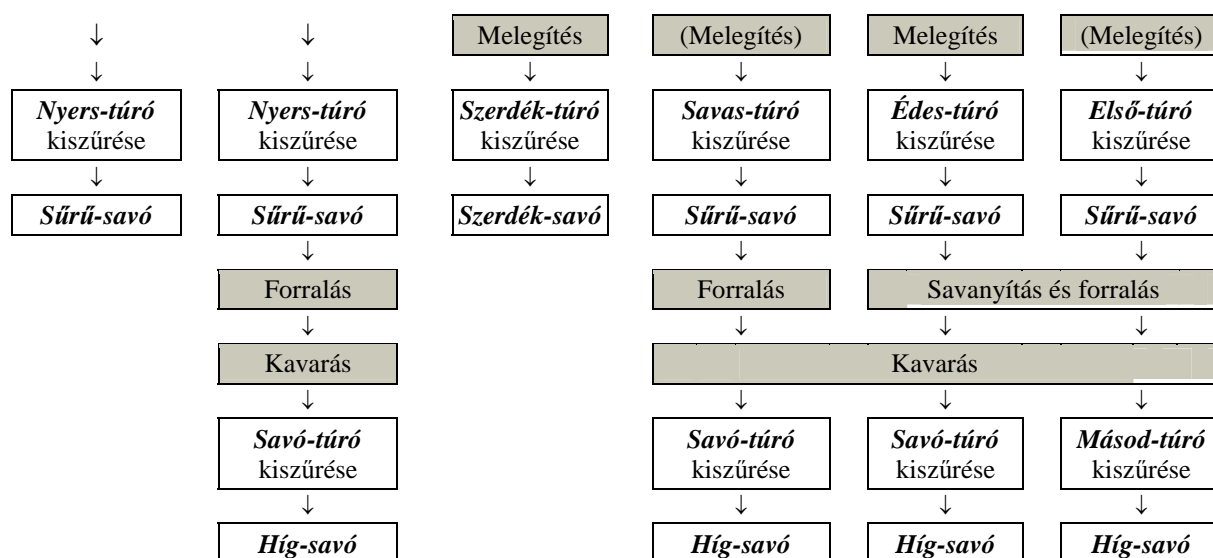 ↓ ↓ Melegítés (Melegítés) Melegítés (Melegítés)
↓ ↓ ↓ ↓ ↓ ↓
Nyers-túró Nyers-túró Szerdék-túró Savas-túró Édes-túró Első-túró
kiszűrése kiszűrése kiszűrése kiszűrése kiszűrése kiszűrése
↓ ↓ ↓ ↓ ↓ ↓
Sűrű-savó Sűrű-savó Szerdék-savó Sűrű-savó Sűrű-savó Sűrű-savó
↓ ↓ ↓ ↓
Forralás Forralás Savanyítás és forralás
↓ ↓ ↓ ↓
Kavarás Kavarás
↓ ↓ ↓ ↓
Savó-túró Savó-túró Savó-túró Másod-túró
kiszűrése kiszűrése kiszűrése kiszűrése
↓ ↓ ↓ ↓
Híg-savó Híg-savó Híg-savó Híg-savó